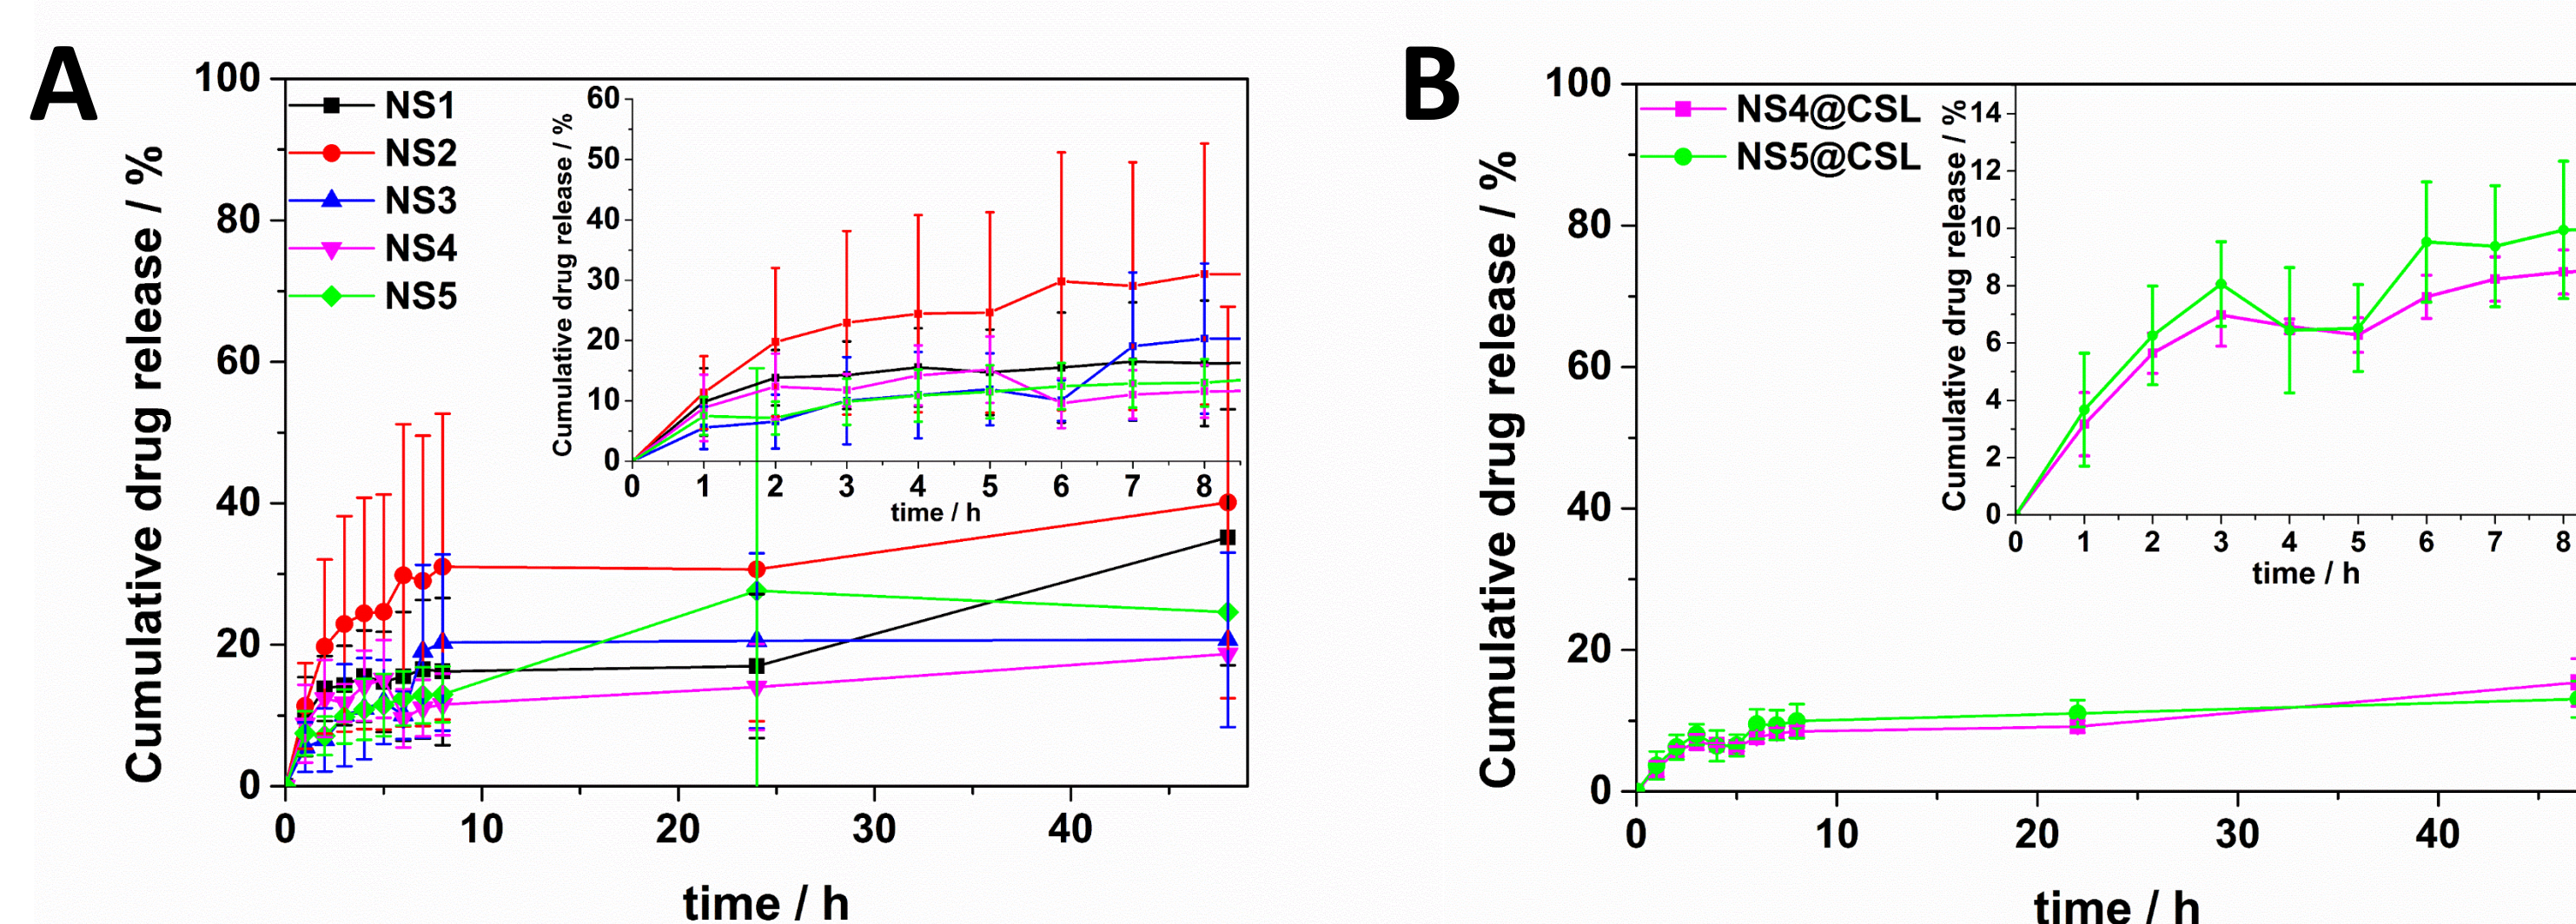 A
Cumulative drug release / %
100
80
60
40
20
0
NS1
NS2
NS3
NS4
NS5
Cumulative drug release / %
60
50
40
30
20
10
0
0 1 2 3 4 5 6 7 8
time / h
0 10 20 30 40
time / h
B
Cumulative drug release / %
100
80
60
40
20
0
NS4@CSL
NS5@CSL
Cumulative drug release / %
14
12
10
8
6
4
2
0
0 1 2 3 4 5 6 7 8
time / h
0 10 20 30 40
time / h